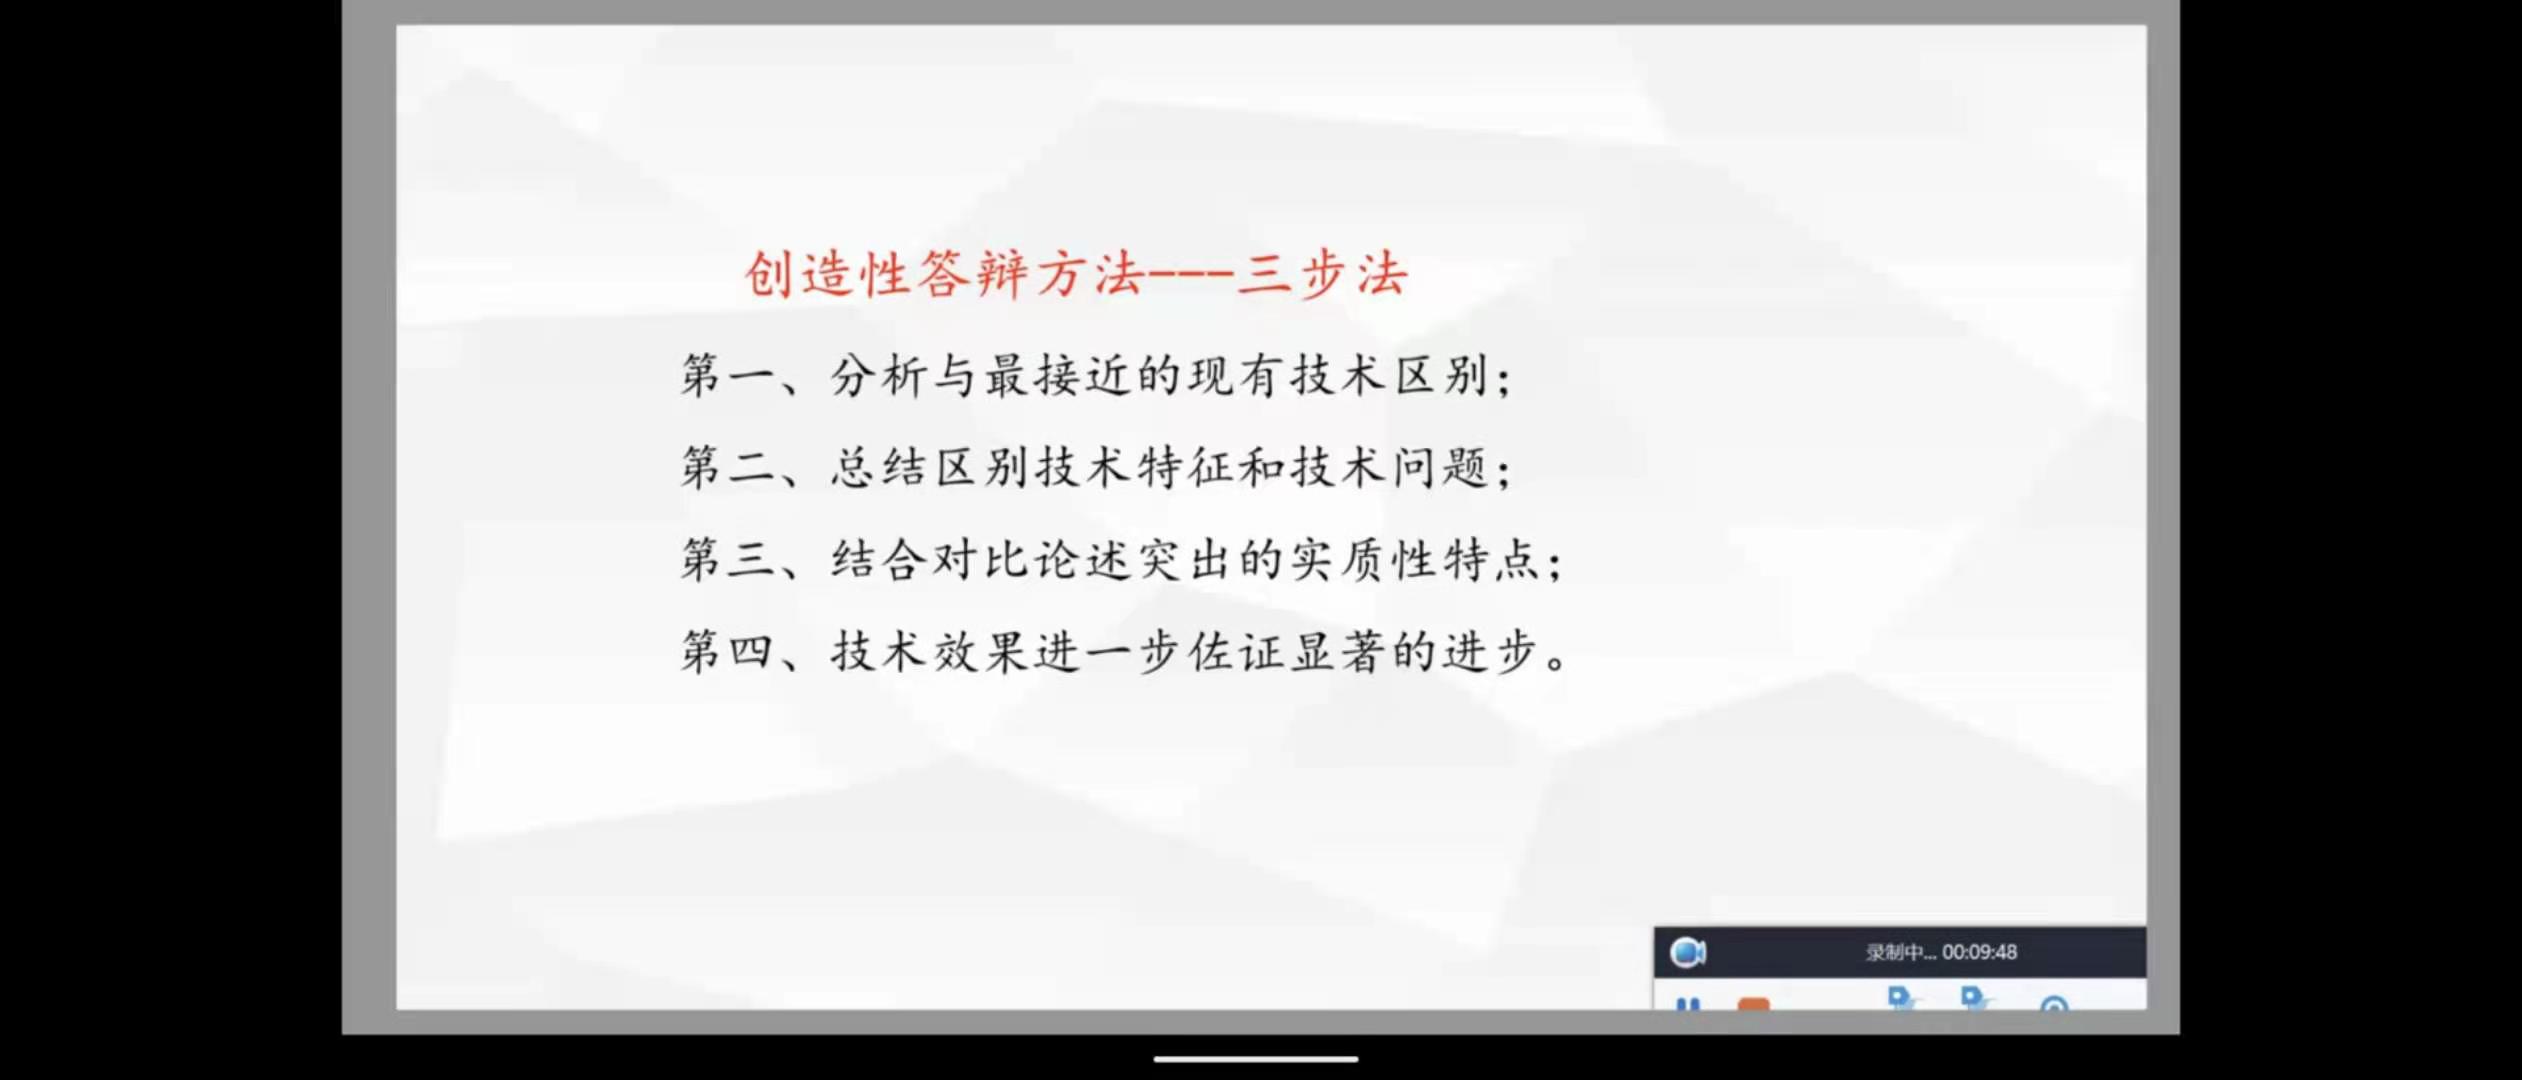 创造性答辩方法---三步法
第一、分析与最接近的现有技术区别；
第二、总结区别技术特征和技术问题；
第三、结合对比论述突出的实质性特点；
第四、技术效果进一步佐证显著的进步。
录制中... 00:09:48